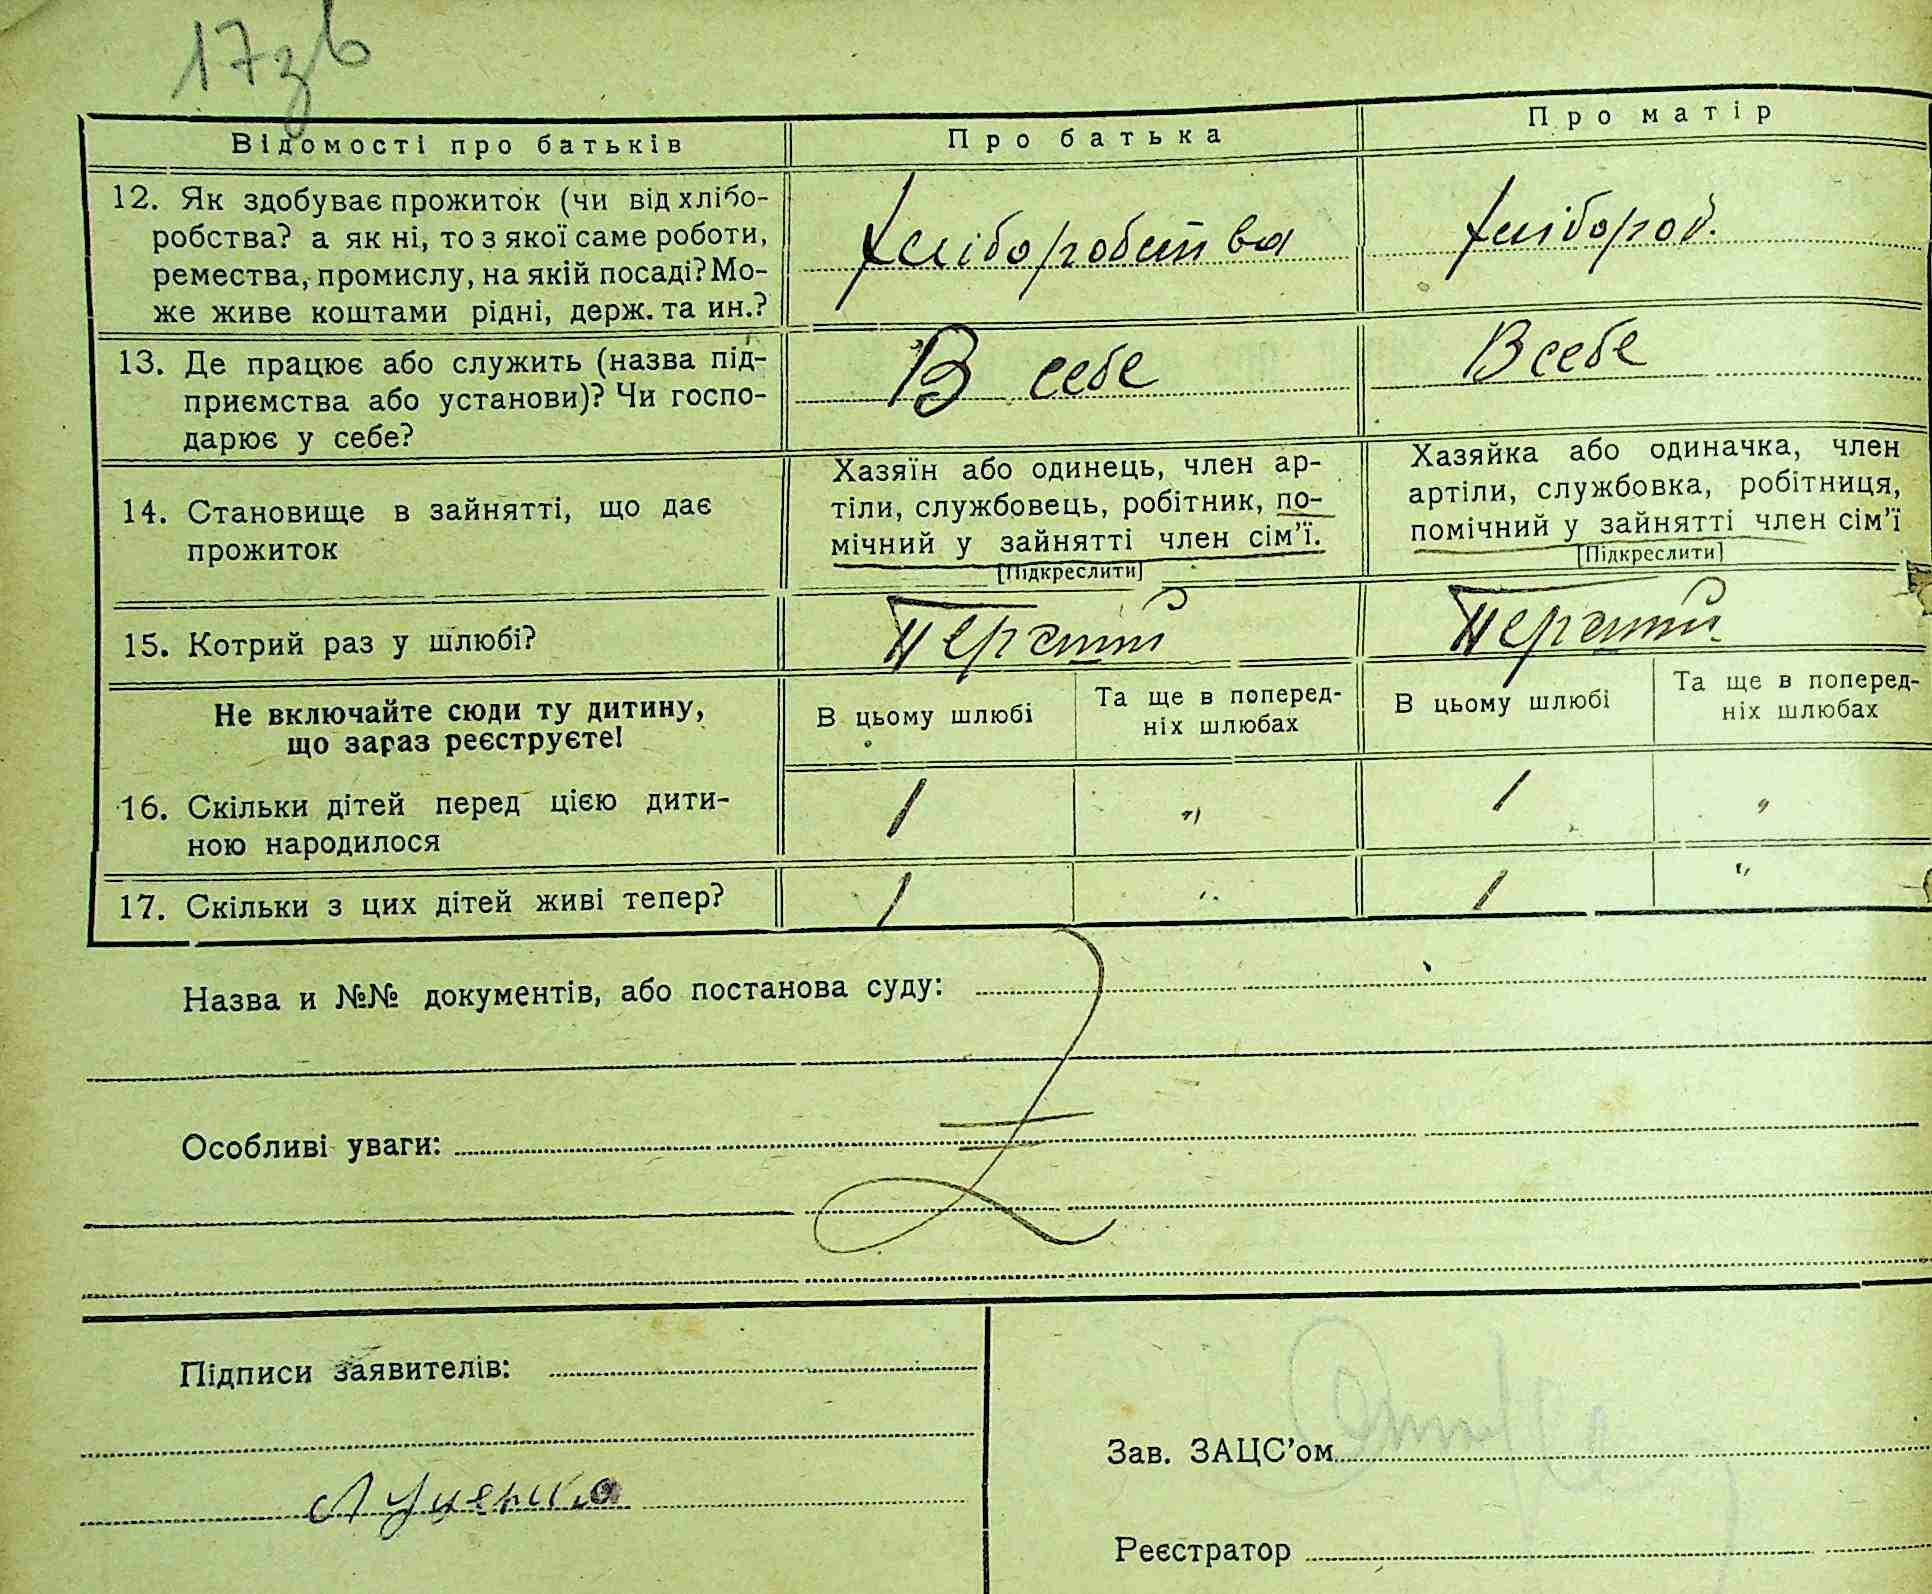 17зв
Відомості про батьків
Про батька
Про матір
12. Як здобуває прожиток (чи від хлібо-
робства? а як ні, то з якої саме роботи,
ремества, промислу, на якій посаді? Мо-
же живе коштами рідні, держ. та ин.?
хліборобства
хлібороб.
13. Де працює або служить (назва під-
приємства або установи)? Чи госпо-
дарює у себе?
В себе
В себе
14. Становище в зайнятті, що дає
прожиток
Хазяїн або одинець, член ар-
тіли, службовець, робітник, по-
мічний у зайнятті член сім’ї.
[Підкреслити]
Хазяйка або одиначка, член
артіли, службовка, робітниця,
помічний у зайнятті член сім’ї
[Підкреслити]
15. Котрий раз у шлюбі?
Перший
Перший
Не включайте сюди ту дитину,
що зараз реєструєте!
В цьому шлюбі
Та ще в поперед-
ніх шлюбах
В цьому шлюбі
Та ще в поперед-
ніх шлюбах
16. Скільки дітей перед цією дити-
ною народилося
1
"
1
"
17. Скільки з цих дітей живі тепер?
1
"
1
"
Назва и №№ документів, або постанова суду:
Особливі уваги:
Підписи заявителів:
Луценко
Зав. ЗАЦС’ом
Реєстратор